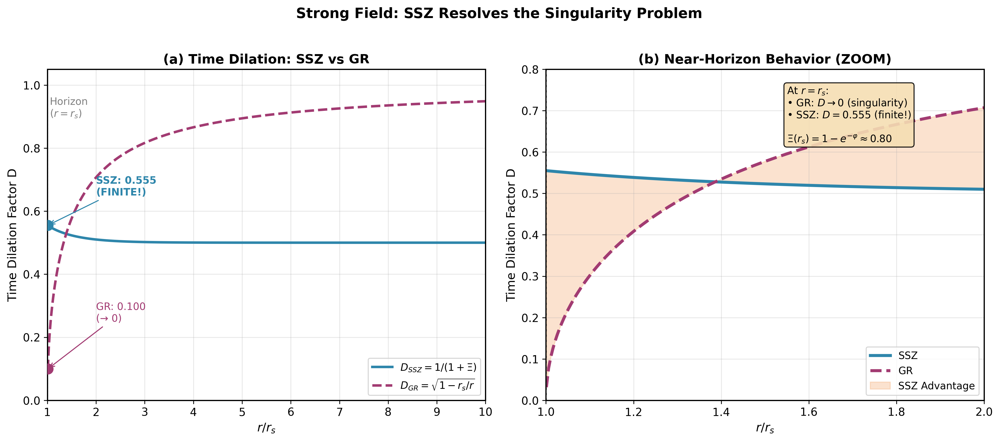 Strong Field: SSZ Resolves the Singularity Problem
(a) Time Dilation: SSZ vs GR
Time Dilation Factor D
1.0
0.8
0.6
0.4
0.2
0.0
Horizon
(r = r_s)
SSZ: 0.555
(FINITE!)
GR: 0.100
(→ 0)
D_{SSZ} = 1/(1 + Ξ)
D_{GR} = √(1 − r_s/r)
1 2 3 4 5 6 7 8 9 10
r/r_s
(b) Near-Horizon Behavior (ZOOM)
Time Dilation Factor D
0.8
0.7
0.6
0.5
0.4
0.3
0.2
0.1
0.0
At r = r_s:
• GR: D → 0 (singularity)
• SSZ: D = 0.555 (finite!)
Ξ(r_s) = 1 − e^{−φ} ≈ 0.80
SSZ
GR
SSZ Advantage
1.0 1.2 1.4 1.6 1.8 2.0
r/r_s